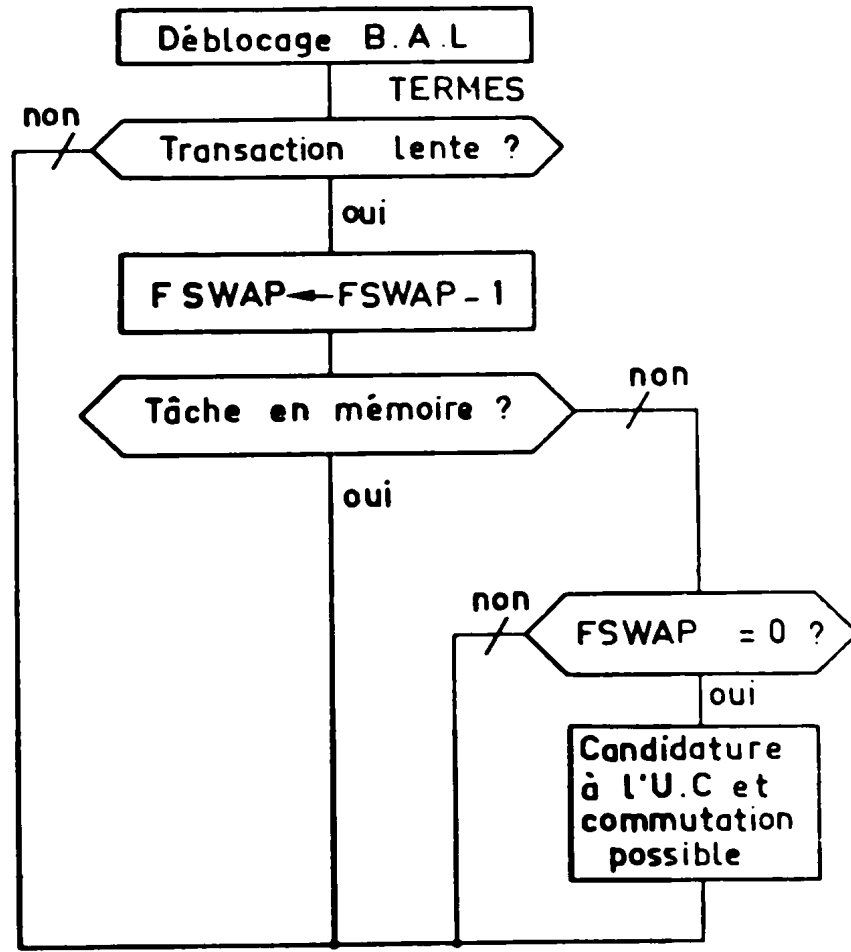 Déblocage B.A.L
TERMES
non
Transaction lente ?
oui
FSWAP ← FSWAP - 1
non
Tâche en mémoire ?
oui
non
FSWAP = 0 ?
oui
Candidature
à l'U.C et
commutation
possible